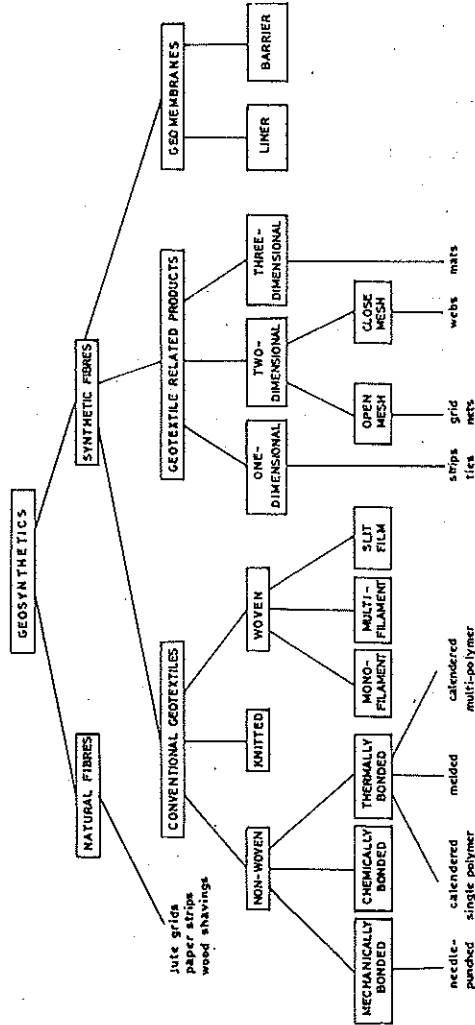 GEOSYNTHETICS
NATURAL FIBRES
SYNTHETIC FIBRES
jute grids
paper strips
wood shavings
CONVENTIONAL GEOTEXTILES
GEOTEXTILE RELATED PRODUCTS
GEOMEMBRANES
NON-WOVEN
KNITTED
WOVEN
ONE-
DIMENSIONAL
TWO-
DIMENSIONAL
THREE-
DIMENSIONAL
LINER
BARRIER
MECHANICALLY
BONDED
CHEMICALLY
BONDED
THERMALLY
BONDED
MONO-
FILAMENT
MULTI-
FILAMENT
SLIT
FILM
OPEN
MESH
CLOSE
MESH
needle-
punched
calendered
single polymer
melded
calendered
multi-polymer
strips
ties
grid
nets
webs
mats